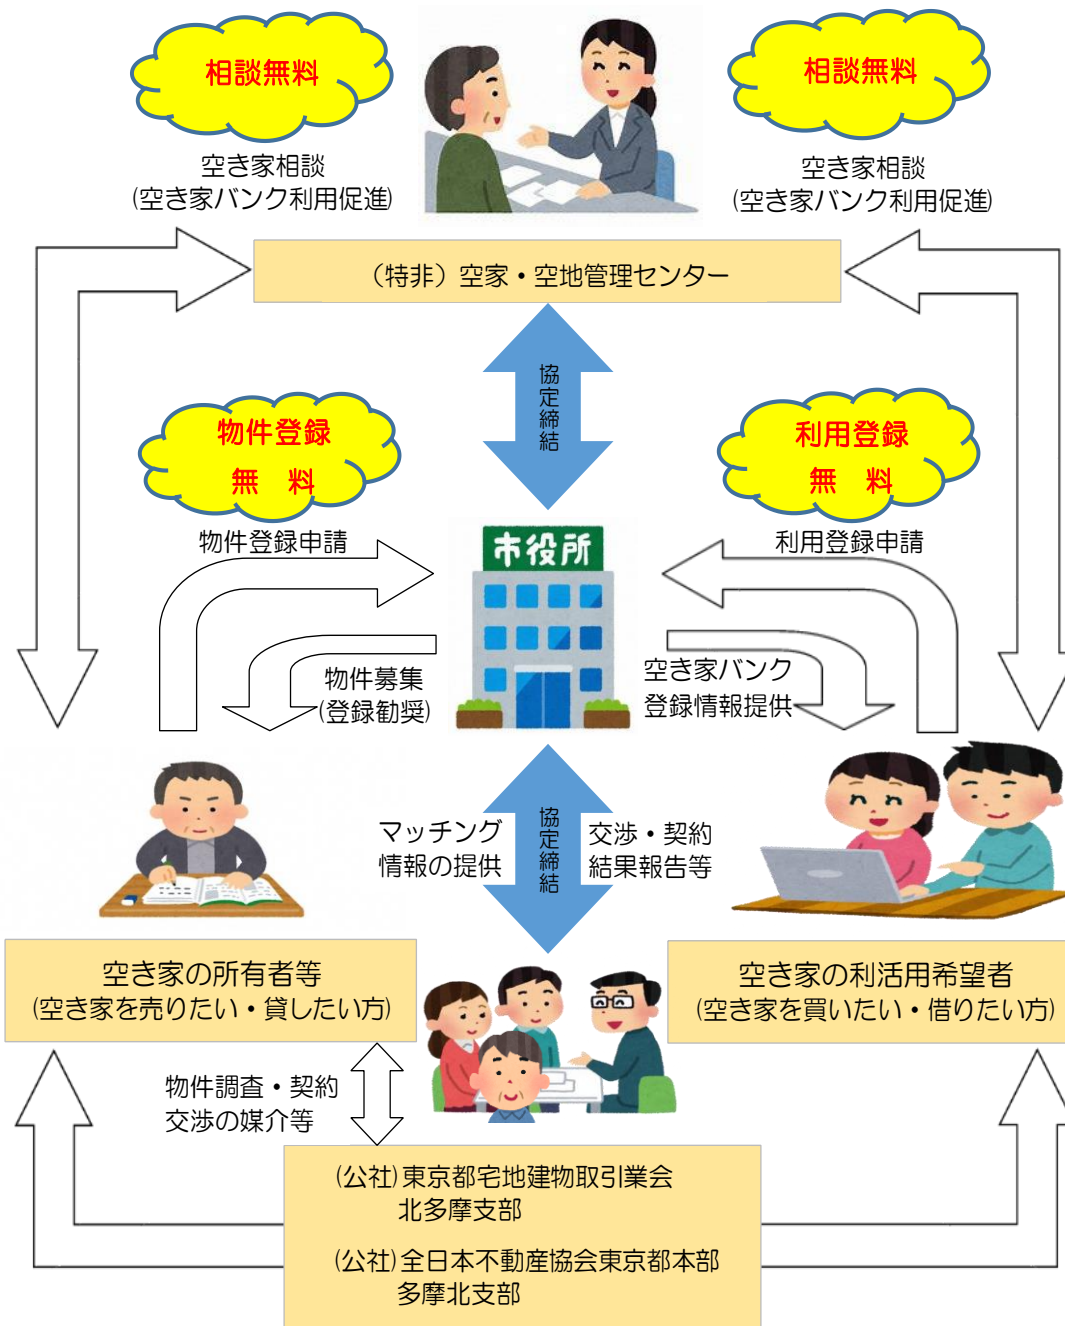 相談無料
相談無料
空き家相談
(空き家バンク利用促進)
空き家相談
(空き家バンク利用促進)
（特非）空家・空地管理センター
協定締結
物件登録
無　料
利用登録
無　料
物件登録申請
利用登録申請
市役所
物件募集
(登録勧奨)
空き家バンク
登録情報提供
マッチング
情報の提供
協定締結
交渉・契約
結果報告等
空き家の所有者等
(空き家を売りたい・貸したい方)
空き家の利活用希望者
(空き家を買いたい・借りたい方)
物件調査・契約
交渉の媒介等
(公社)東京都宅地建物取引業会
北多摩支部
(公社)全日本不動産協会東京都本部
多摩北支部